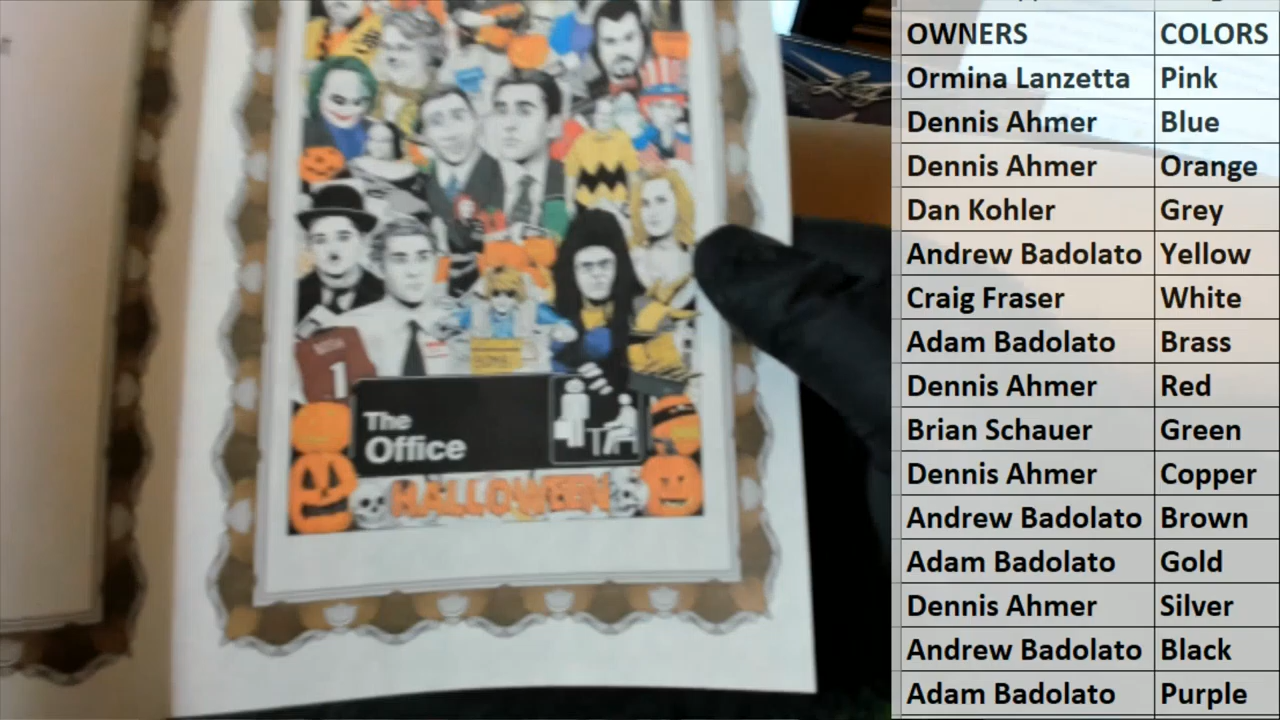 OWNERS COLORS
Ormina Lanzetta Pink
Dennis Ahmer Blue
Dennis Ahmer Orange
Dan Kohler Grey
Andrew Badolato Yellow
Craig Fraser White
Adam Badolato Brass
Dennis Ahmer Red
Brian Schauer Green
Dennis Ahmer Copper
Andrew Badolato Brown
Adam Badolato Gold
Dennis Ahmer Silver
Andrew Badolato Black
Adam Badolato Purple
1
The
Office
HALLOWEEN